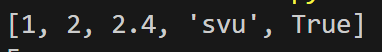 [1, 2, 2.4, 'svu', True]